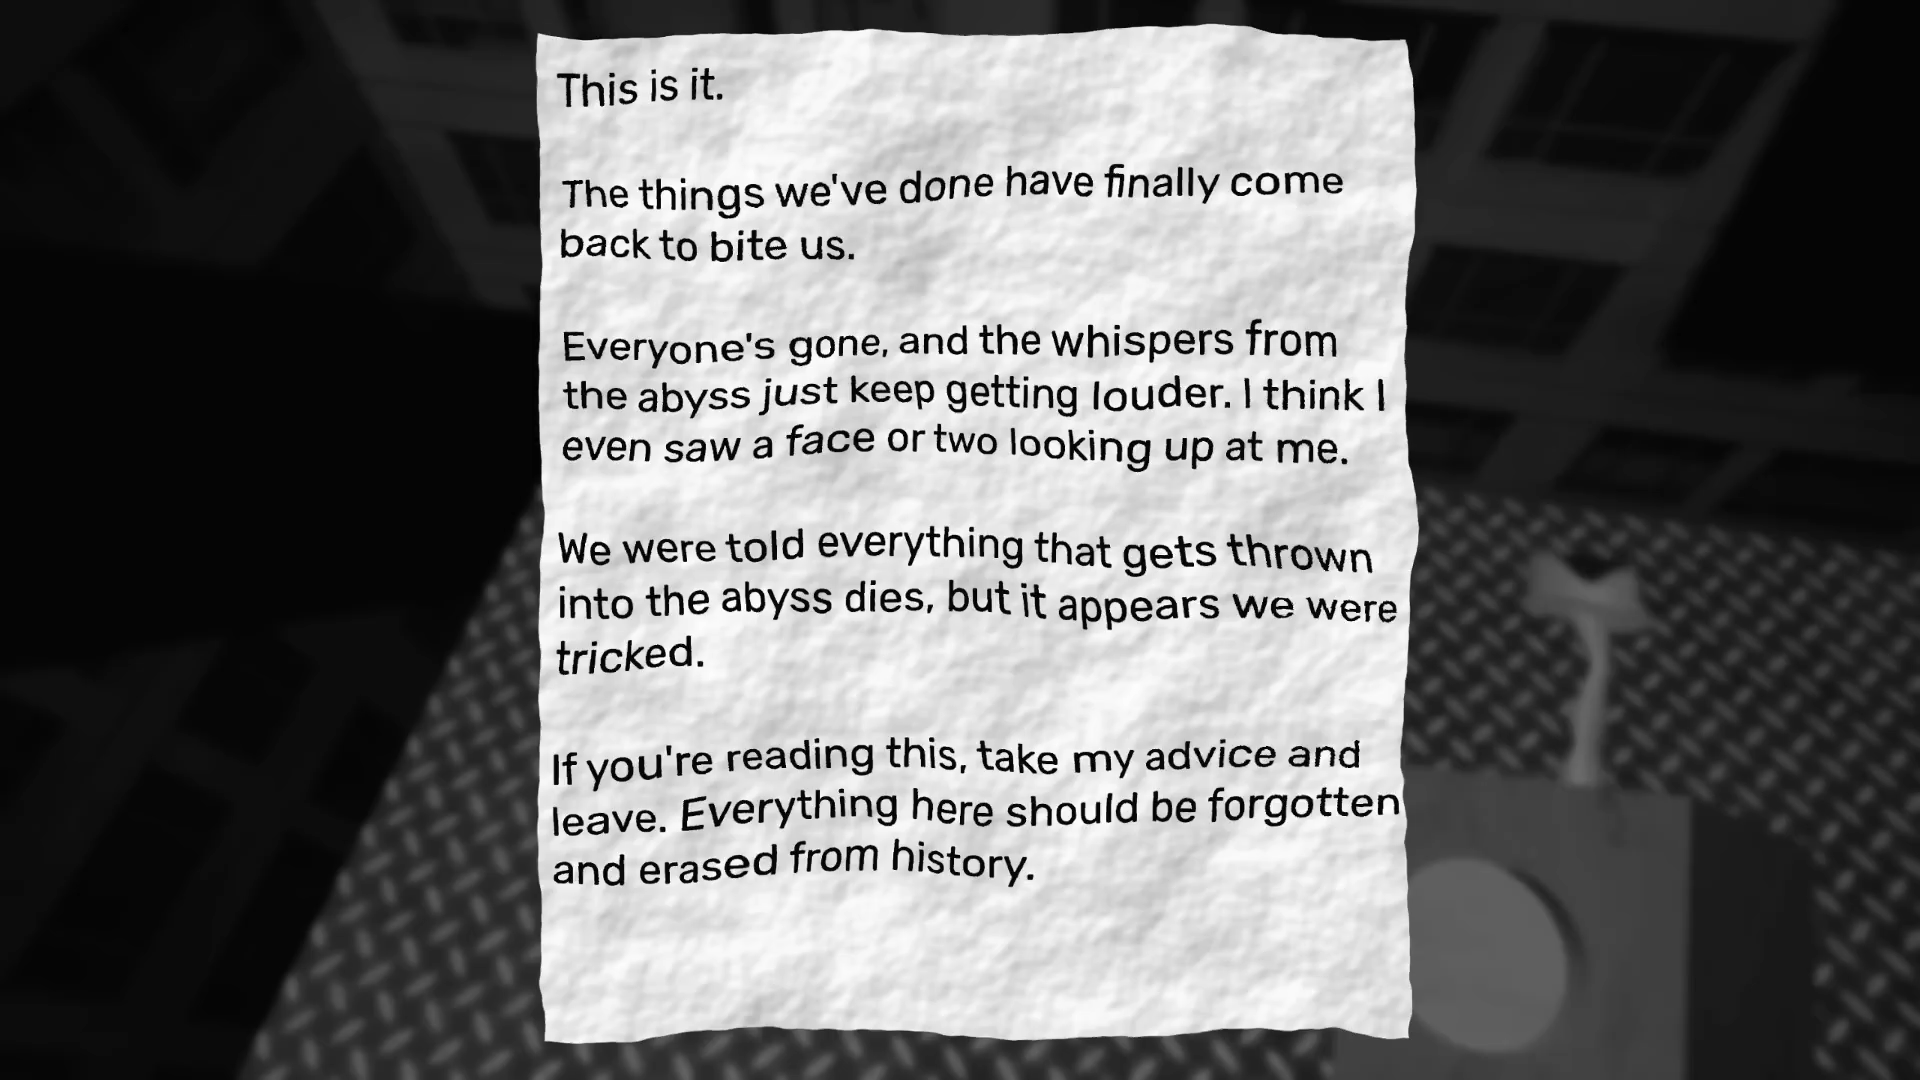 This is it.
The things we've done have finally come
back to bite us.
Everyone's gone, and the whispers from
the abyss just keep getting louder. I think I
even saw a face or two looking up at me.
We were told everything that gets thrown
into the abyss dies, but it appears we were
tricked.
If you're reading this, take my advice and
leave. Everything here should be forgotten
and erased from history.